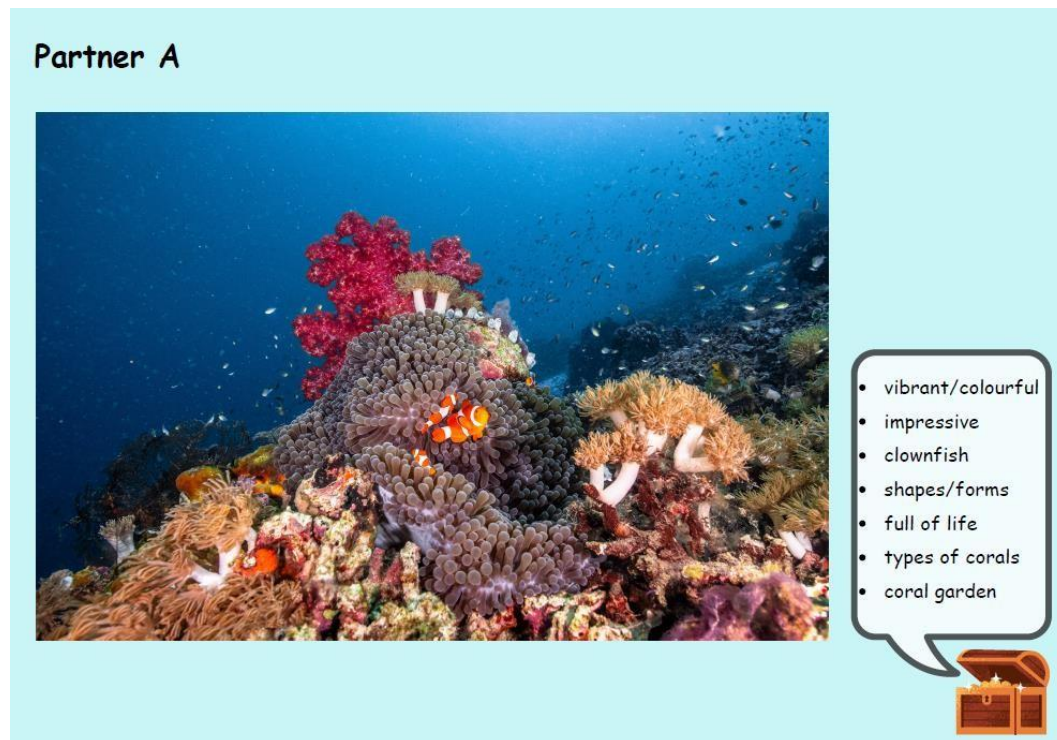 Partner A
vibrant/colourful
impressive
clownfish
shapes/forms
full of life
types of corals
coral garden